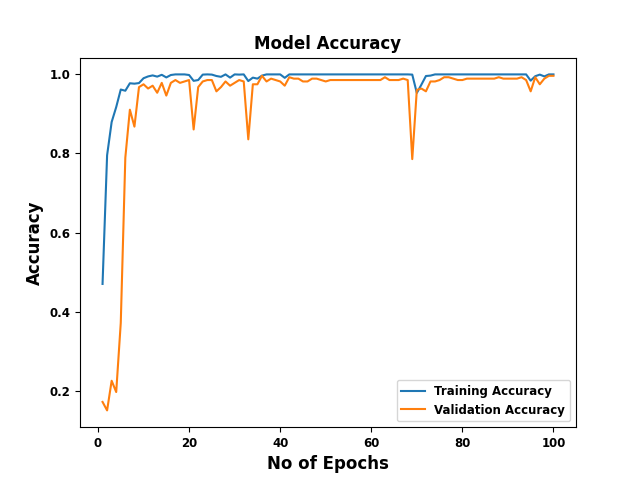 Model Accuracy
1.0
0.8
0.6
0.4
0.2
Accuracy
Training Accuracy
Validation Accuracy
0 20 40 60 80 100
No of Epochs